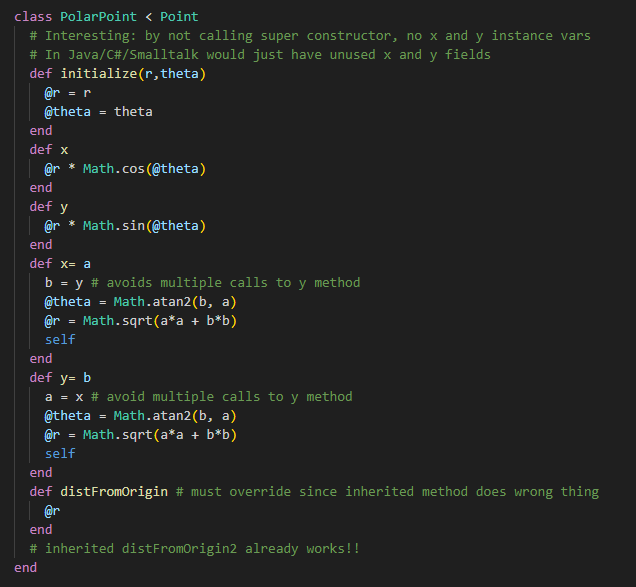 class PolarPoint < Point
  # Interesting: by not calling super constructor, no x and y instance vars
  # In Java/C#/Smalltalk would just have unused x and y fields
  def initialize(r,theta)
    @r = r
    @theta = theta
  end
  def x
    @r * Math.cos(@theta)
  end
  def y
    @r * Math.sin(@theta)
  end
  def x= a
    b = y # avoids multiple calls to y method
    @theta = Math.atan2(b, a)
    @r = Math.sqrt(a*a + b*b)
    self
  end
  def y= b
    a = x # avoid multiple calls to y method
    @theta = Math.atan2(b, a)
    @r = Math.sqrt(a*a + b*b)
    self
  end
  def distFromOrigin # must override since inherited method does wrong thing
    @r
  end
  # inherited distFromOrigin2 already works!!
end